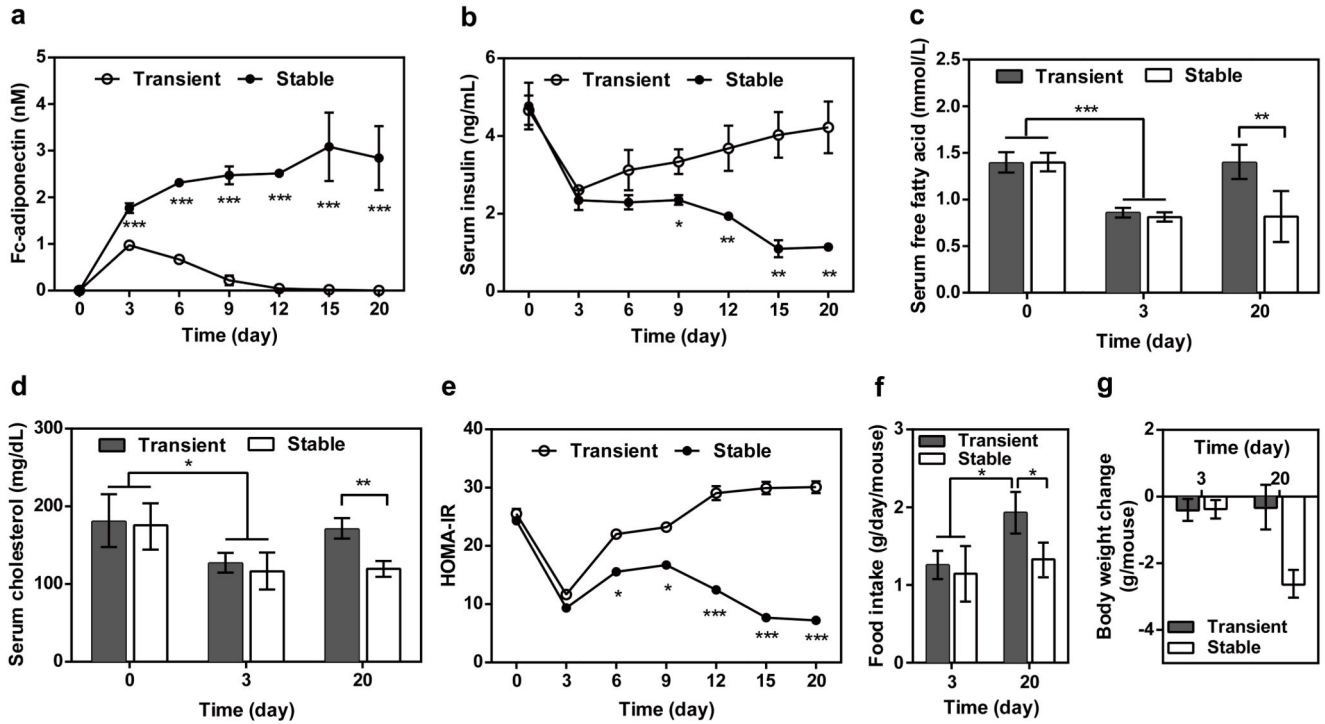 a
Fc-adiponectin (nM)
5
4
3
2
1
0
Transient
Stable
***
***
***
***
***
***
0
3
6
9
12
15
20
Time (day)
b
Serum insulin (ng/mL)
6
4
2
0
Transient
Stable
*
**
**
**
0
3
6
9
12
15
20
Time (day)
c
Serum free fatty acid (mmol/L)
2.5
2.0
1.5
1.0
0.5
0.0
Transient
Stable
***
**
0
3
20
Time (day)
d
Serum cholesterol (mg/dL)
300
200
150
100
50
0
Transient
Stable
*
**
0
3
20
Time (day)
e
HOMA-IR
40
30
20
10
0
Transient
Stable
*
*
***
***
***
0
3
6
9
12
15
20
Time (day)
f
Food intake (g/day/mouse)
3
2
1
0
Transient
Stable
*
*
3
20
Time (day)
g
Body weight change
(g/mouse)
2
0
-2
-4
Time (day)
3
20
Transient
Stable